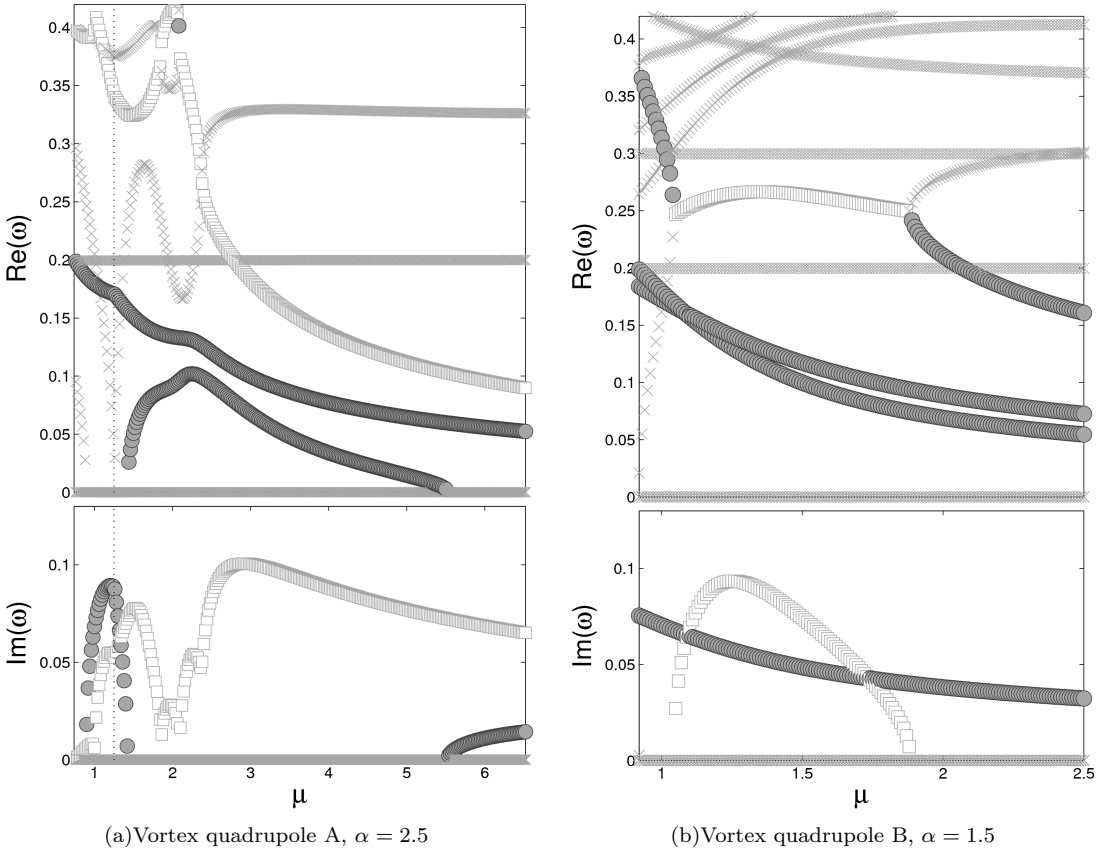 Re(ω)
0.4
0.35
0.3
0.25
0.2
0.15
0.1
0.05
0
Im(ω)
0.1
0.05
0
1 2 3 4 5 6
μ
(a)Vortex quadrupole A, α = 2.5
Re(ω)
0.4
0.35
0.3
0.25
0.2
0.15
0.1
0.05
0
Im(ω)
0.1
0.05
0
1 1.5 2 2.5
μ
(b)Vortex quadrupole B, α = 1.5